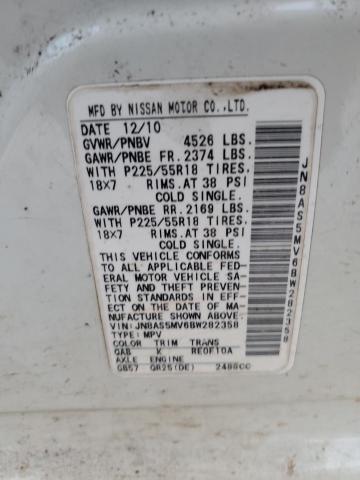 MFD BY NISSAN MOTOR CO.,LTD.
DATE 12/10
GVWR/PNBV 4526 LBS.
GAWR/PNBE FR. 2374 LBS.
WITH P225/55R18 TIRES,
18X7 RIMS. AT 38 PSI
COLD SINGLE.
GAWR/PNBE RR. 2169 LBS.
WITH P225/55R18 TIRES,
18X7 RIMS. AT 38 PSI
COLD SINGLE.
THIS VEHICLE CONFORMS
TO ALL APPLICABLE FED-
ERAL MOTOR VEHICLE SA-
FETY AND THEFT PREVEN-
TION STANDARDS IN EFF-
ECT ON THE DATE OF MA-
NUFACTURE SHOWN ABOVE.
VIN:JN8AS5MV6BW282358
TYPE: MPV
COLOR TRIM TRANS
QAB K RE0F10A
AXLE ENGINE
GB57 QR25(DE) 2488CC
JN8AS5MV6BW282358